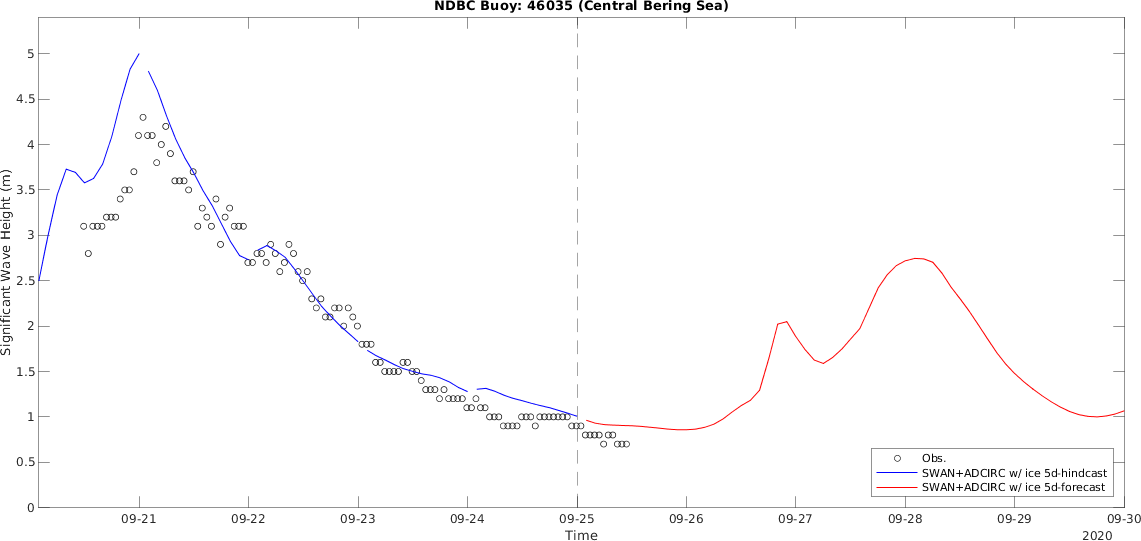 NDBC Buoy: 46035 (Central Bering Sea)
5
4.5
4
3.5
3
2.5
2
1.5
1
0.5
0
Significant Wave Height (m)
Obs.
SWAN+ADCIRC w/ ice 5d-hindcast
SWAN+ADCIRC w/ ice 5d-forecast
09-21 09-22 09-23 09-24 09-25 09-26 09-27 09-28 09-29 09-30
Time
2020